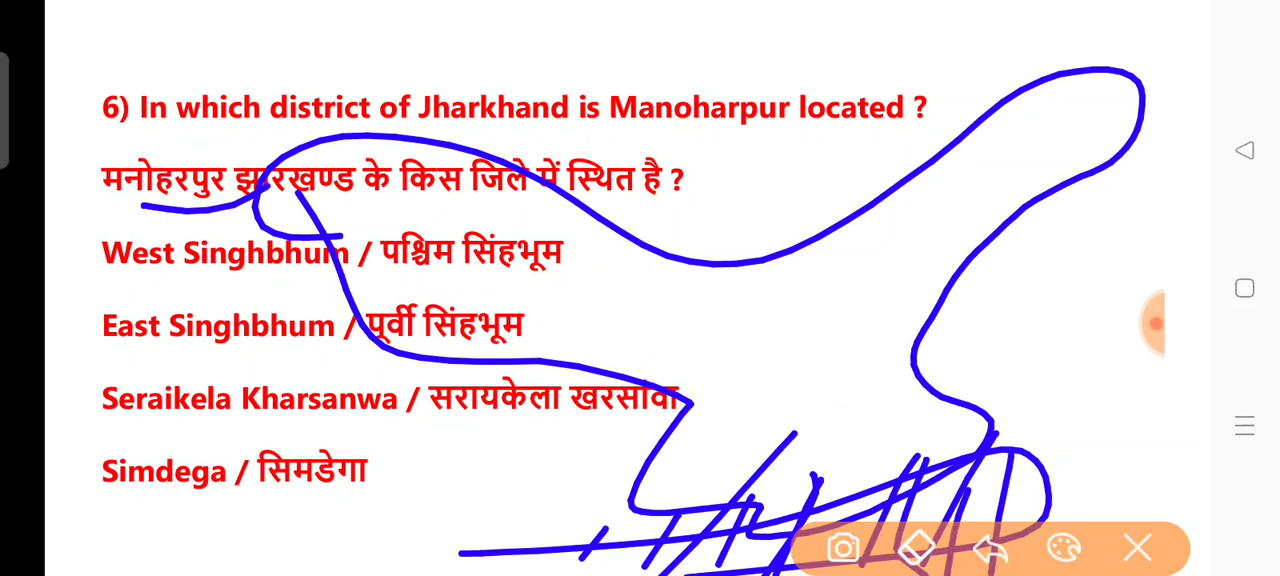 6) In which district of Jharkhand is Manoharpur located ?
मनोहरपुर झारखण्ड के किस जिले में स्थित है ?
West Singhbhum / पश्चिम सिंहभूम
East Singhbhum / पूर्वी सिंहभूम
Seraikela Kharsanwa / सरायकेला खरसांवा
Simdega / सिमडेगा